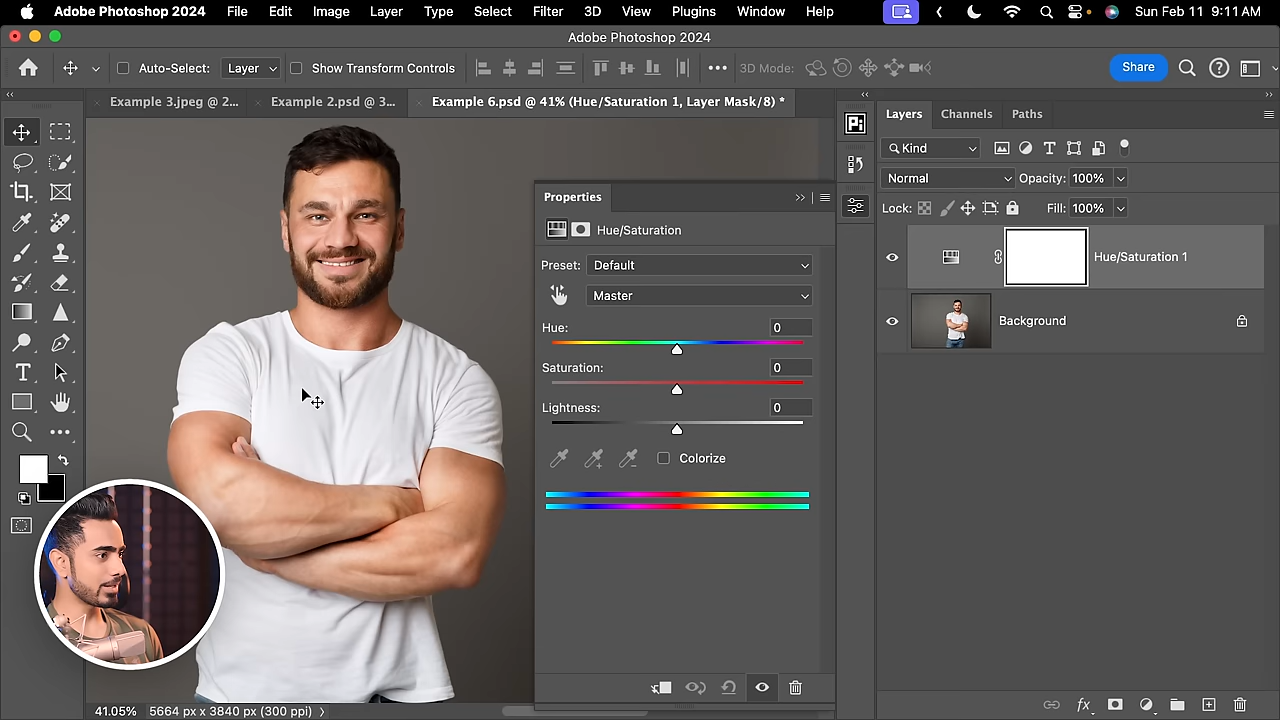 Adobe Photoshop 2024 File Edit Image Layer Type Select Filter 3D View Plugins Window Help Sun Feb 11 9:11 AM
Adobe Photoshop 2024
Auto-Select: Layer Show Transform Controls 3D Mode: Share
Example 3.jpeg @ 2... Example 2.psd @ 3... Example 6.psd @ 41% (Hue/Saturation 1, Layer Mask/8) *
Properties
Hue/Saturation
Preset: Default
Master
Hue: 0
Saturation: 0
Lightness: 0
Colorize
Layers Channels Paths
Kind
Normal Opacity: 100%
Lock: Fill: 100%
Hue/Saturation 1
Background
41.05% 5664 px x 3840 px (300 ppi)